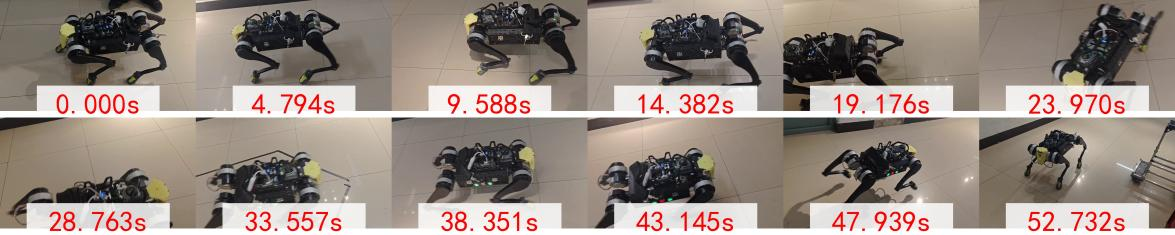 0.000s
4.794s
9.588s
14.382s
19.176s
23.970s
28.763s
33.557s
38.351s
43.145s
47.939s
52.732s